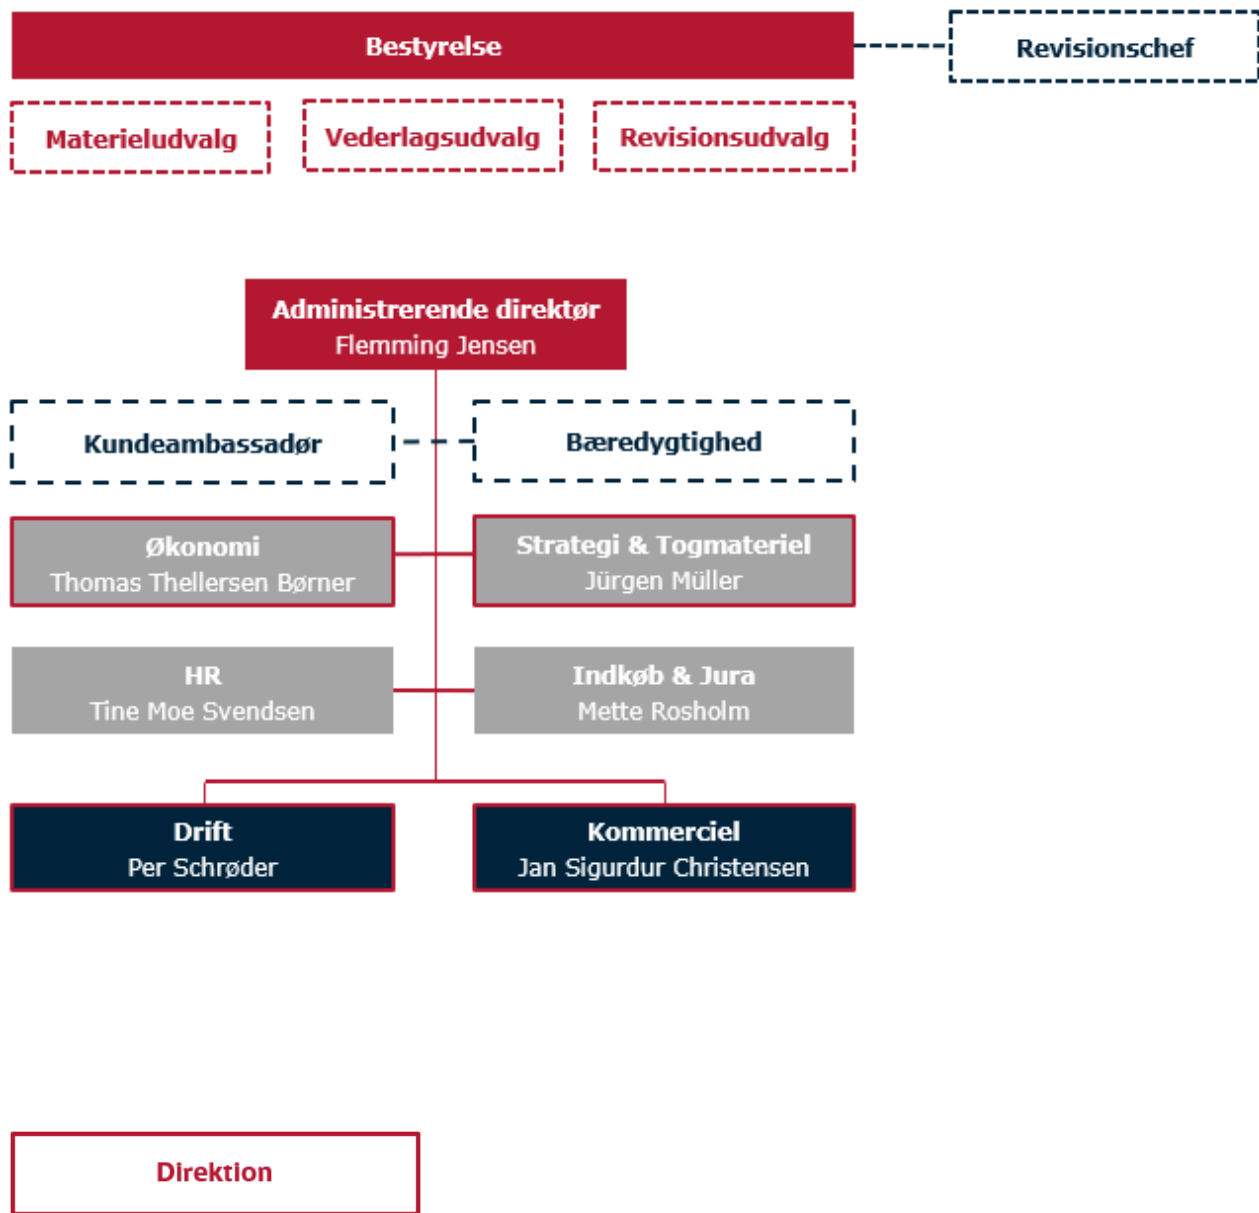 Bestyrelse
Revisionschef
Materieludvalg
Vederlagsudvalg
Revisionsudvalg
Administrerende direktør
Flemming Jensen
Kundeambassadør
Bæredygtighed
Økonomi
Thomas Thellersen Børner
Strategi & Togmateriel
Jürgen Müller
HR
Tine Moe Svendsen
Indkøb & Jura
Mette Rosholm
Drift
Per Schrøder
Kommerciel
Jan Sigurdur Christensen
Direktion